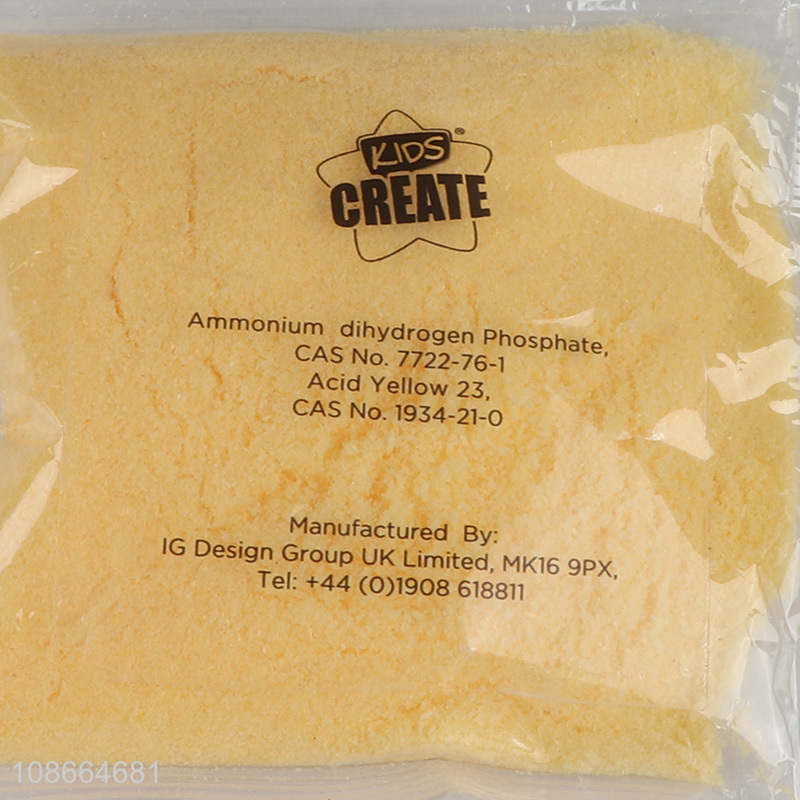 KIDS®
CREATE
Ammonium dihydrogen Phosphate,
CAS No. 7722-76-1
Acid Yellow 23,
CAS No. 1934-21-0
Manufactured By:
IG Design Group UK Limited, MK16 9PX,
Tel: +44 (0)1908 618811
108664681